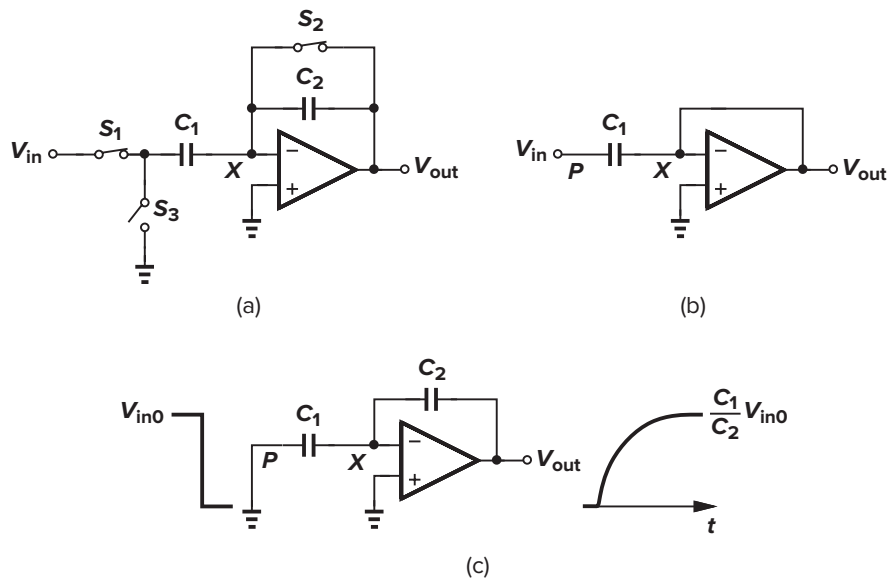 S2
C2
S1
C1
Vin
X
−
+
Vout
S3
(a)
C1
Vin
P
X
−
+
Vout
(b)
C2
Vin0
C1
P
X
−
+
Vout
C1
C2
Vin0
t
(c)